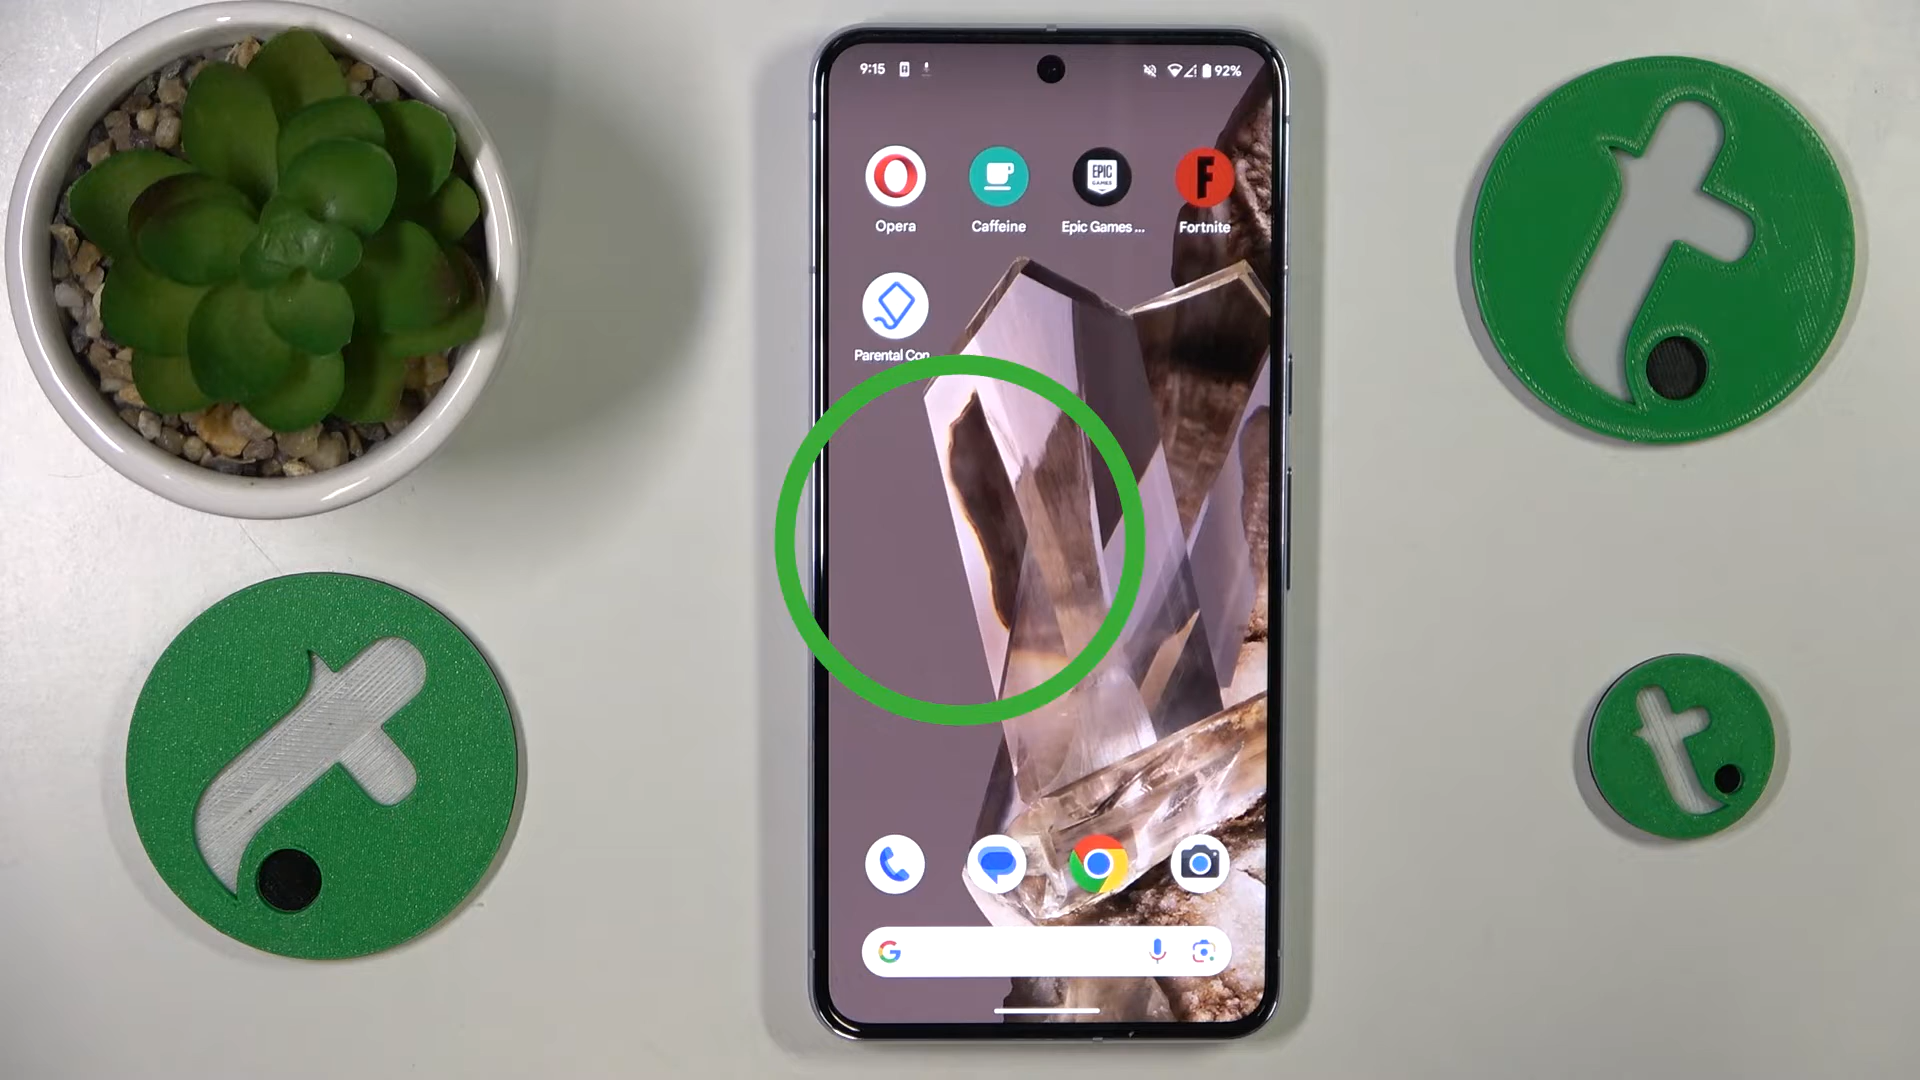 9:15 92%
Opera Caffeine Epic Games ... Fortnite
EPIC
GAMES
F
Parental Con
G
t
t
t